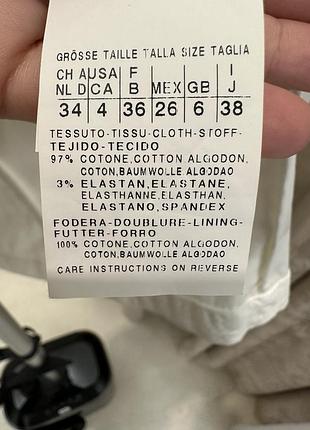 GRÖSSE TAILLE TALLA SIZE TAGLIA
CH A USA F I
NL D CA B MEX GB J
34 4 36 26 6 38
TESSUTO-TISSU-CLOTH-STOFF-
TEJIDO-TECIDO
97% COTONE,COTTON ALGODON,
COTON,BAUMWOLLE ALGODAO
3% ELASTAN,ELASTANE,
ELASTHANNE,ELASTHAN,
ELASTANO,SPANDEX
FODERA-DOUBLURE-LINING-
FUTTER-FORRO
100% COTONE,COTTON ALGODON,
COTON,BAUMWOLLE ALGODAO
CARE INSTRUCTIONS ON REVERSE